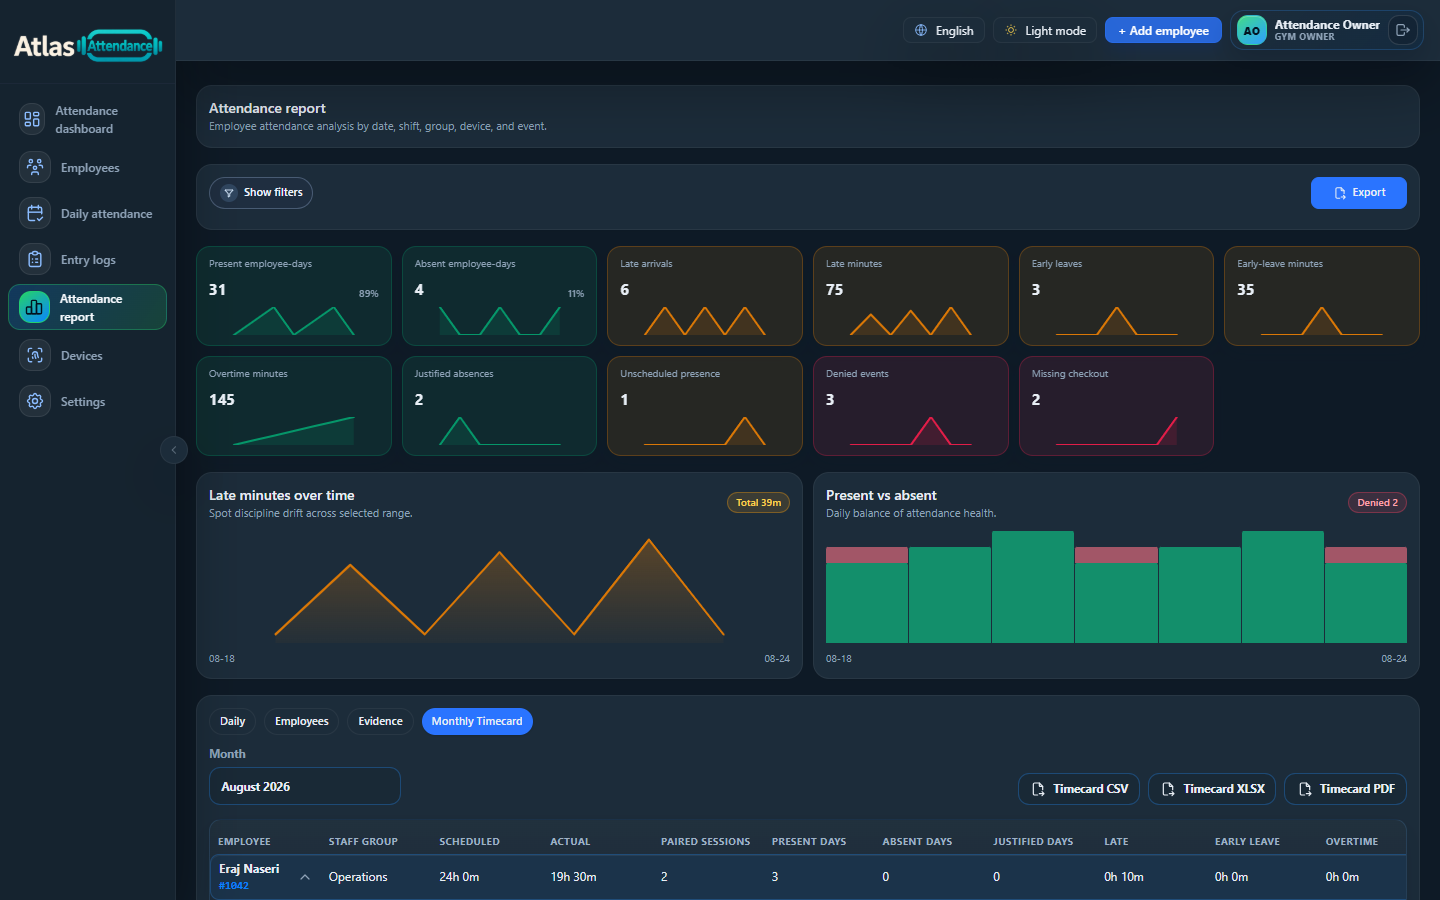 Atlas Attendance
English
Light mode
+ Add employee
AO
Attendance Owner
GYM OWNER
Attendance dashboard
Employees
Daily attendance
Entry logs
Attendance report
Devices
Settings
Attendance report
Employee attendance analysis by date, shift, group, device, and event.
Show filters
Export
Present employee-days
31
89%
Absent employee-days
4
11%
Late arrivals
6
Late minutes
75
Early leaves
3
Early-leave minutes
35
Overtime minutes
145
Justified absences
2
Unscheduled presence
1
Denied events
3
Missing checkout
2
Late minutes over time
Spot discipline drift across selected range.
Total 39m
08-18
08-24
Present vs absent
Daily balance of attendance health.
Denied 2
08-18
08-24
Daily
Employees
Evidence
Monthly Timecard
Month
August 2026
Timecard CSV
Timecard XLSX
Timecard PDF
EMPLOYEE STAFF GROUP SCHEDULED ACTUAL PAIRED SESSIONS PRESENT DAYS ABSENT DAYS JUSTIFIED DAYS LATE EARLY LEAVE OVERTIME
Eraj Naseri
#1042
Operations 24h 0m 19h 30m 2 3 0 0 0h 10m 0h 0m 0h 0m